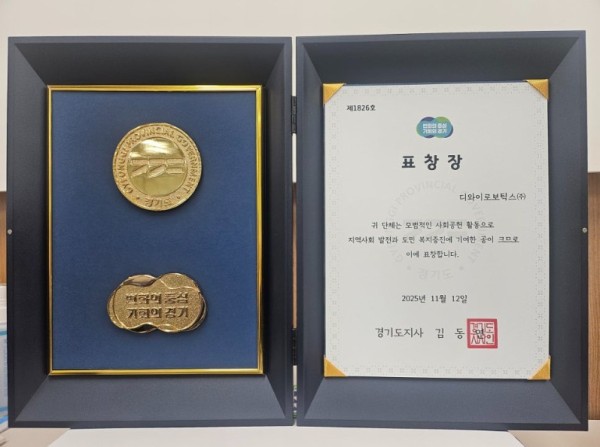 GYEONGGI PROVINCIAL GOVERNMENT
경기도
변화의 중심
기회의 경기
제1826호
변화의 중심
기회의 경기
표창장
디와이로보틱스㈜
귀 단체는 모범적인 사회공헌 활동으로
지역사회 발전과 도민 복지증진에 기여한 공이 크므로
이에 표창합니다.
2025년 11월 12일
경기도지사 김동연